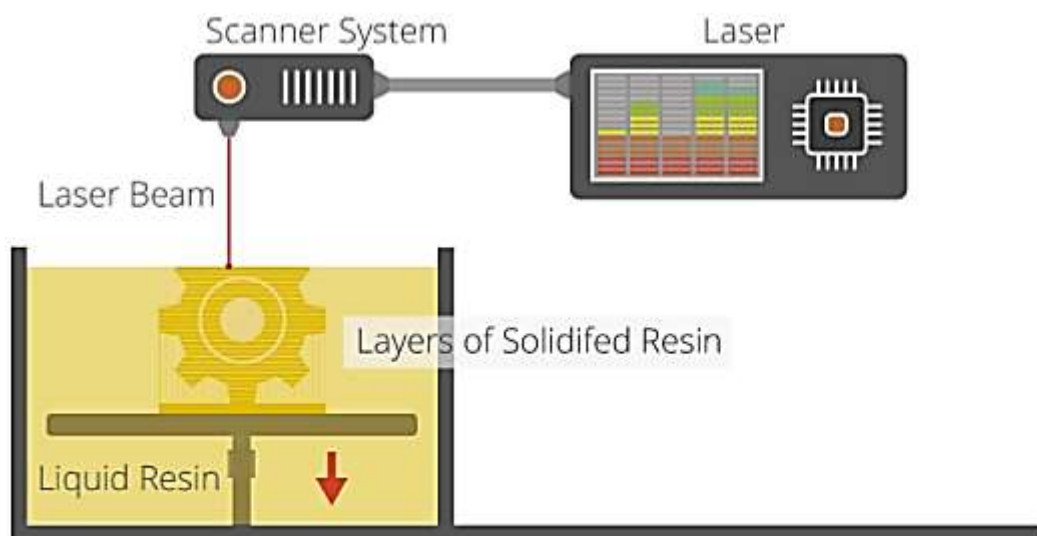 Scanner System
Laser
Laser Beam
Layers of Solidifed Resin
Liquid Resin